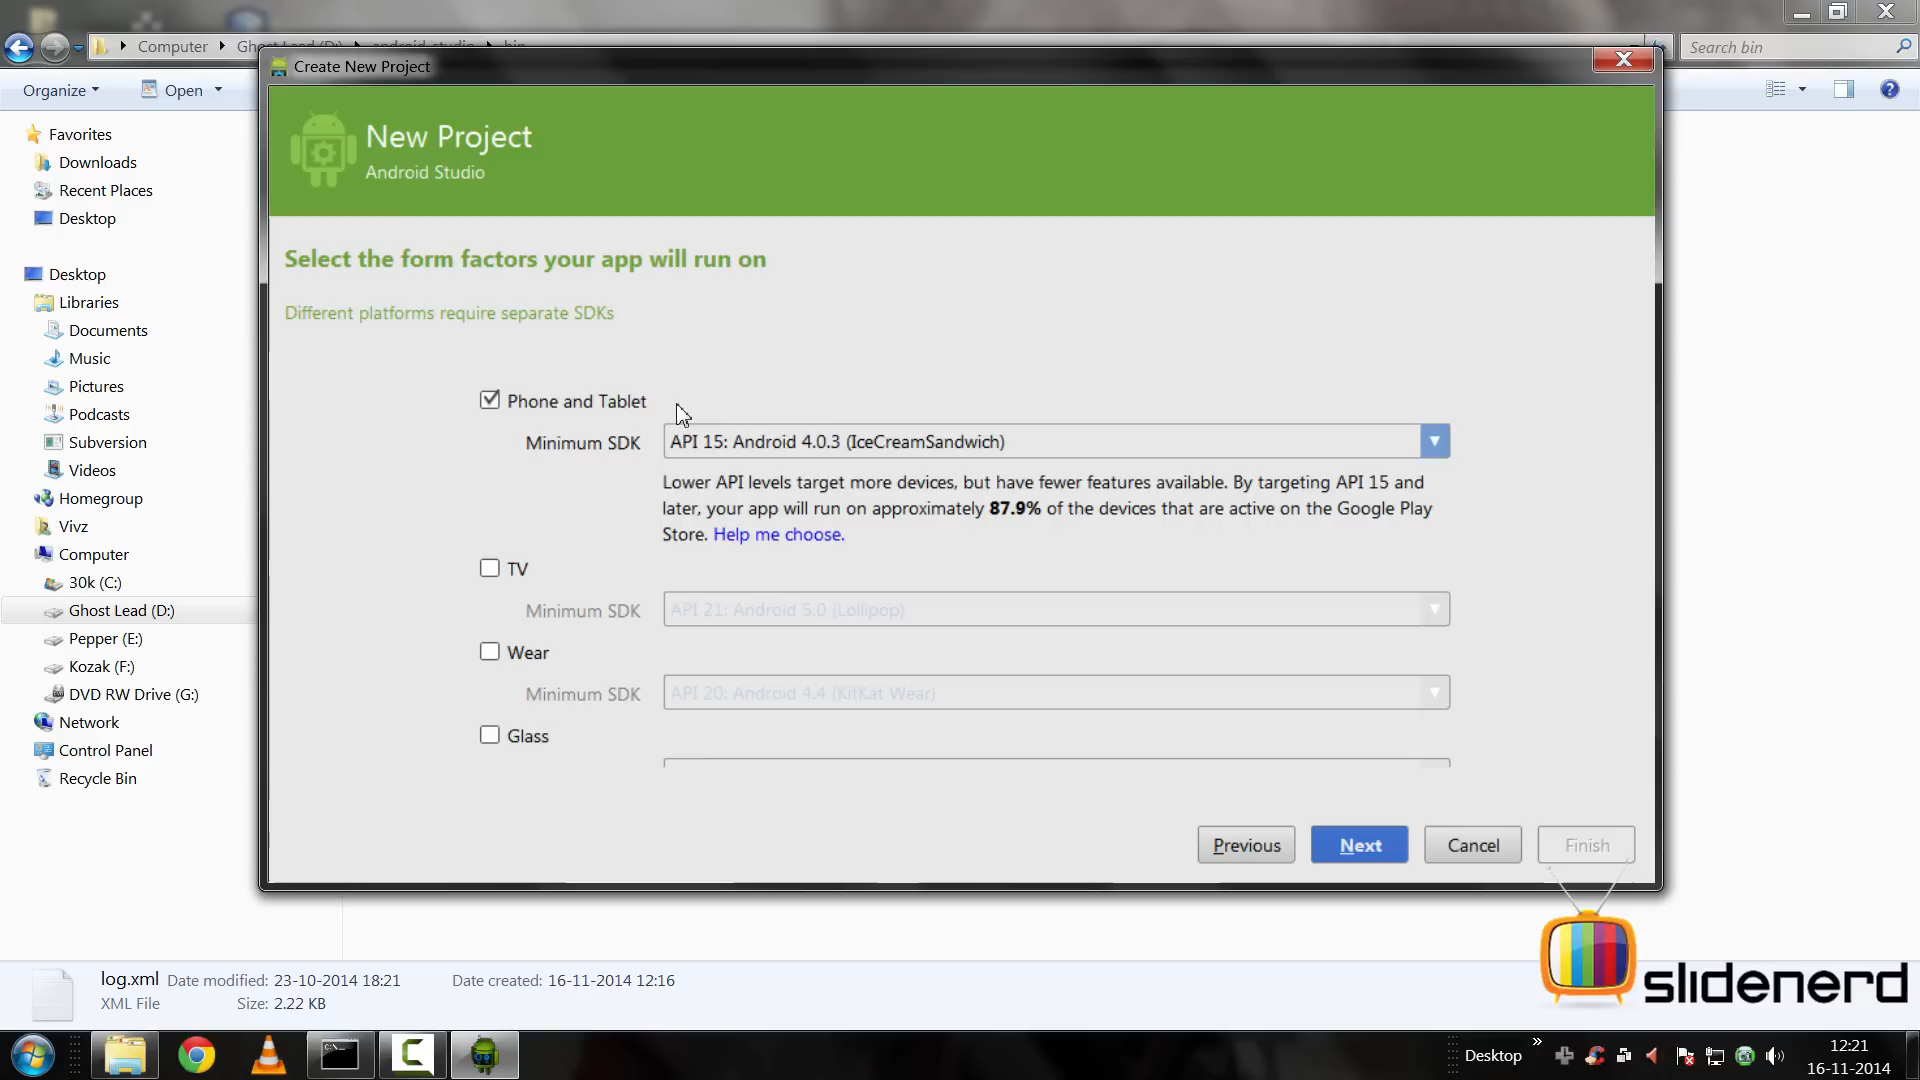 Computer
Search bin
Create New Project
Organize
Open
New Project
Android Studio
Favorites
Downloads
Recent Places
Desktop
Desktop
Libraries
Documents
Music
Pictures
Podcasts
Subversion
Videos
Homegroup
Vivz
Computer
30k (C:)
Ghost Lead (D:)
Pepper (E:)
Kozak (F:)
DVD RW Drive (G:)
Network
Control Panel
Recycle Bin
Select the form factors your app will run on
Different platforms require separate SDKs
Phone and Tablet
Minimum SDK API 15: Android 4.0.3 (IceCreamSandwich)
Lower API levels target more devices, but have fewer features available. By targeting API 15 and
later, your app will run on approximately 87.9% of the devices that are active on the Google Play
Store. Help me choose.
TV
Minimum SDK API 21: Android 5.0 (Lollipop)
Wear
Minimum SDK API 20: Android 4.4 (KitKat Wear)
Glass
Previous Next Cancel Finish
log.xml Date modified: 23-10-2014 18:21 Date created: 16-11-2014 12:16
XML File Size: 2.22 KB
slidenerd
Desktop
12:21
16-11-2014